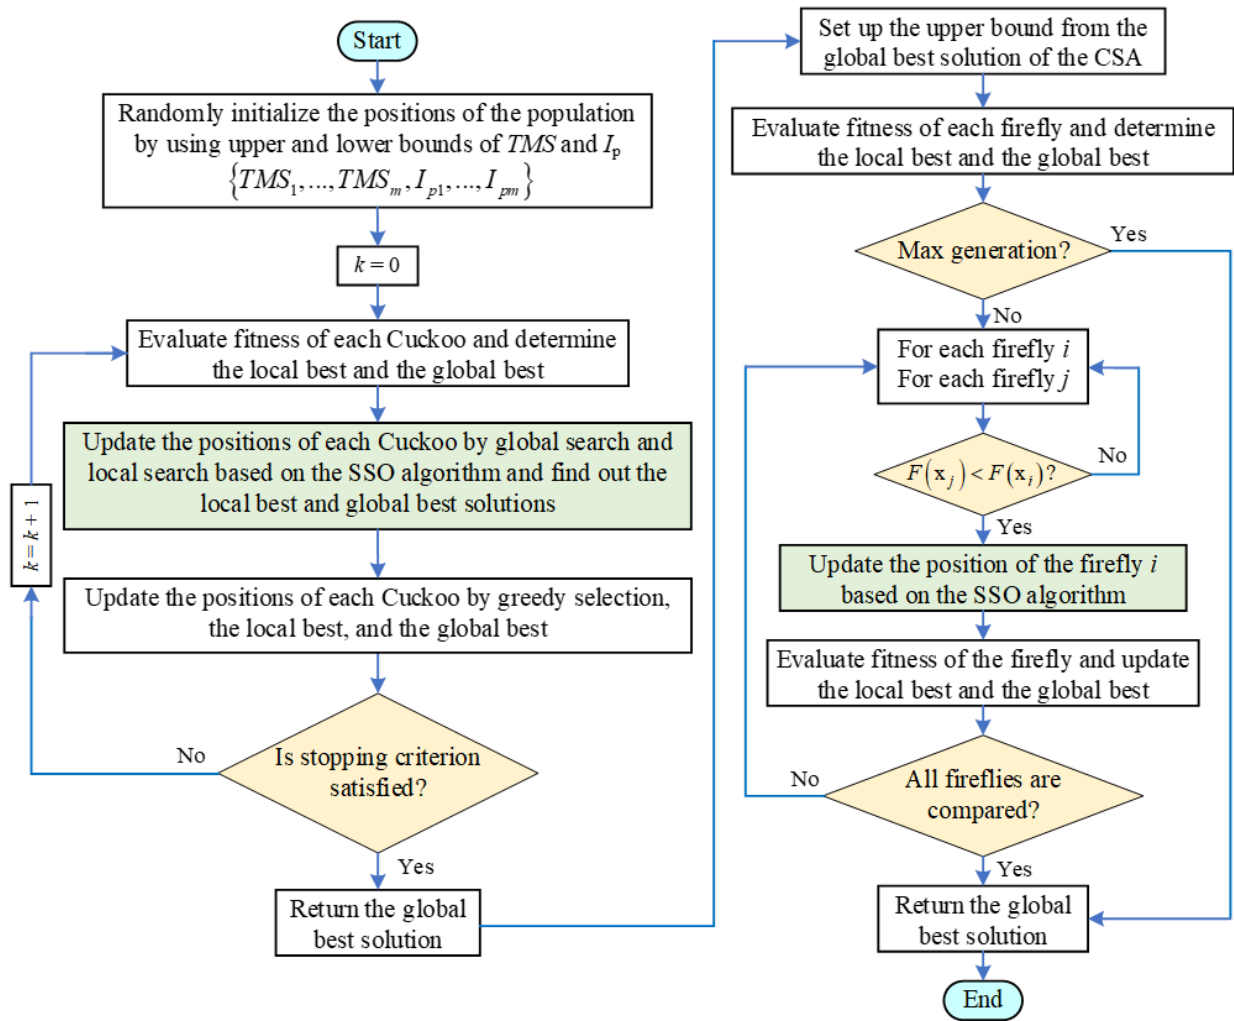 Start
Randomly initialize the positions of the population
by using upper and lower bounds of TMS and Ip
{TMS1,...,TMSm, Ip1,..., Ipm}
k = 0
Evaluate fitness of each Cuckoo and determine
the local best and the global best
Update the positions of each Cuckoo by global search and
local search based on the SSO algorithm and find out the
local best and global best solutions
k = k + 1
Update the positions of each Cuckoo by greedy selection,
the local best, and the global best
No
Is stopping criterion
satisfied?
Yes
Return the global
best solution
Set up the upper bound from the
global best solution of the CSA
Evaluate fitness of each firefly and determine
the local best and the global best
Max generation?
Yes
No
For each firefly i
For each firefly j
F(xj) < F(xi)?
No
Yes
Update the position of the firefly i
based on the SSO algorithm
Evaluate fitness of the firefly and update
the local best and the global best
No
All fireflies are
compared?
Yes
Return the global
best solution
End